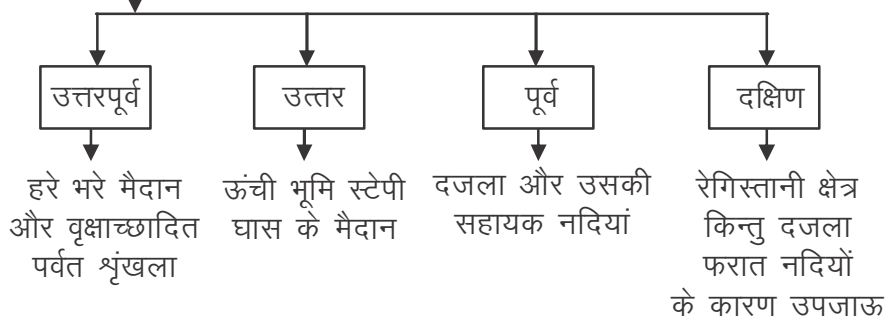 उत्तरपूर्व
उत्तर
पूर्व
दक्षिण
हरे भरे मैदान
और वृक्षाच्छादित
पर्वत शृंखला
ऊंची भूमि स्टेपी
घास के मैदान
दजला और उसकी
सहायक नदियां
रेगिस्तानी क्षेत्र
किन्तु दजला
फरात नदियों
के कारण उपजाऊ